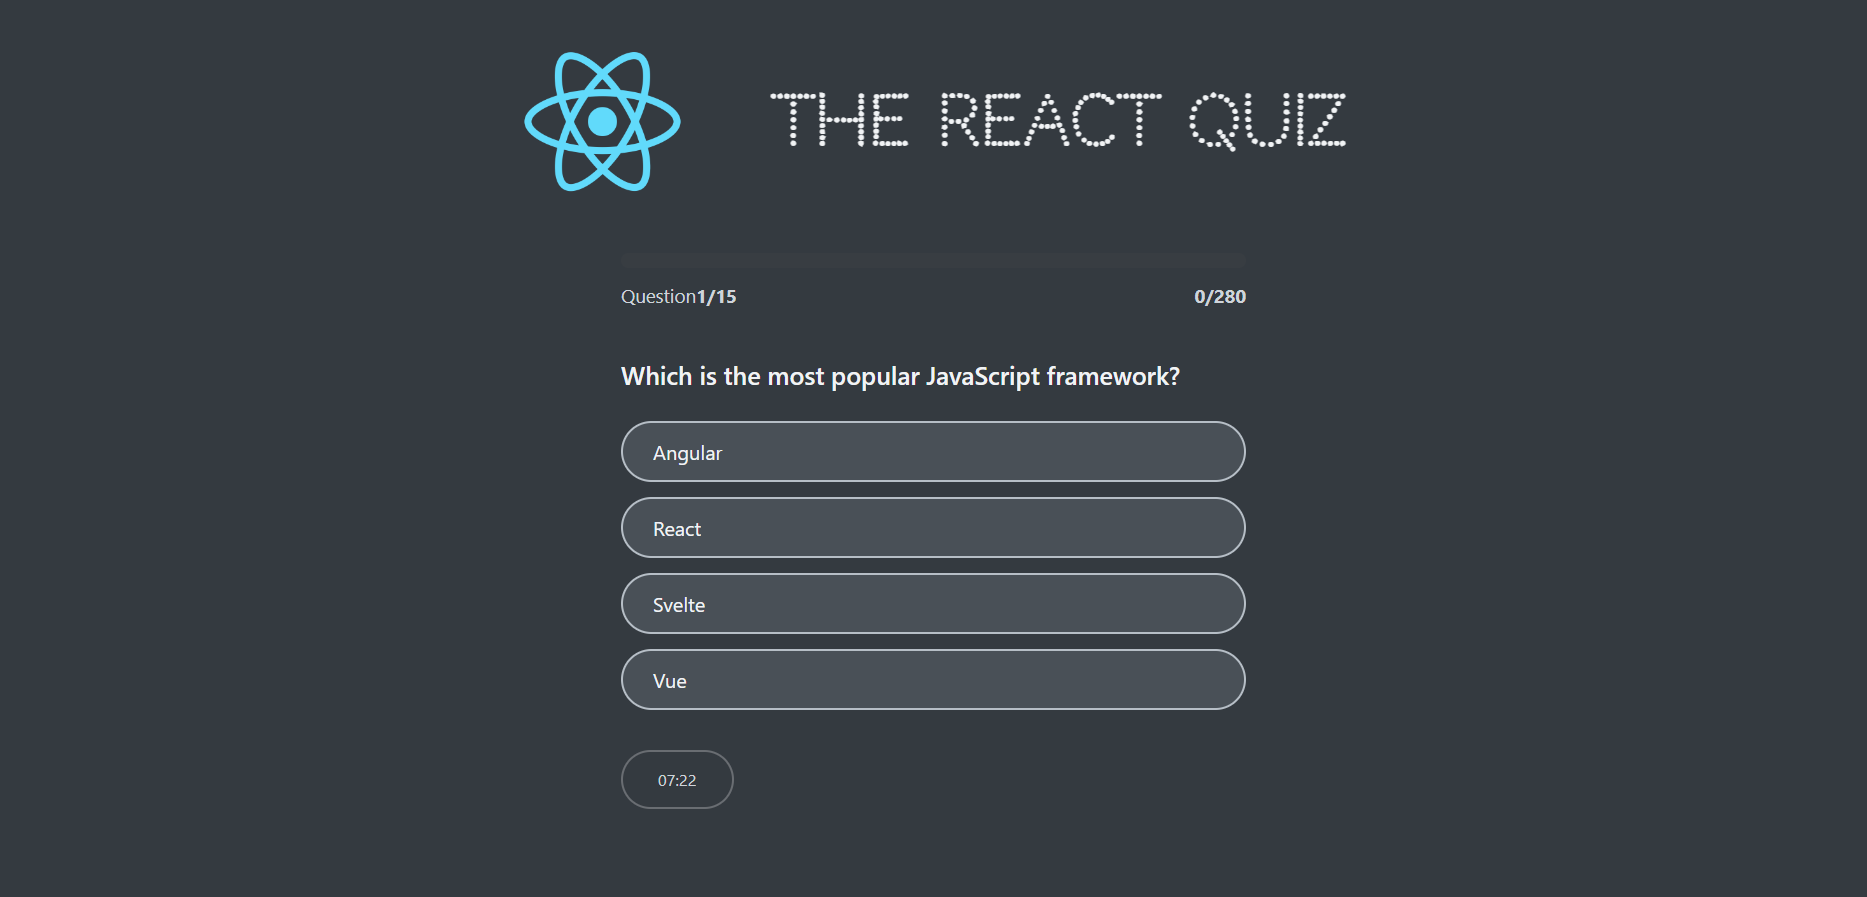 THE REACT QUIZ
Question1/15
0/280
Which is the most popular JavaScript framework?
Angular
React
Svelte
Vue
07:22